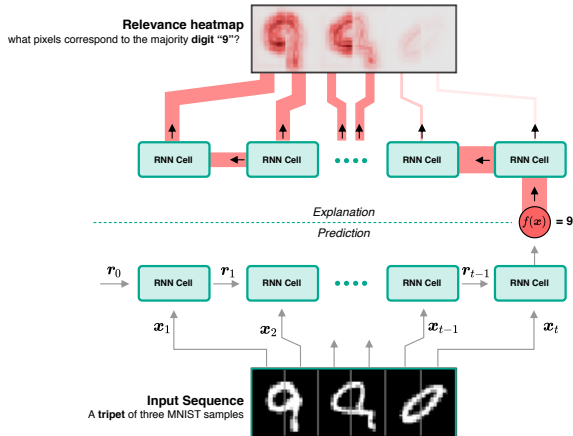 Relevance heatmap
what pixels correspond to the majority digit “9”?
RNN Cell RNN Cell RNN Cell RNN Cell
Explanation
f(x) = 9
Prediction
r0 r1 rt−1
RNN Cell RNN Cell RNN Cell RNN Cell
x1 x2 xt−1 xt
Input Sequence
A tripet of three MNIST samples